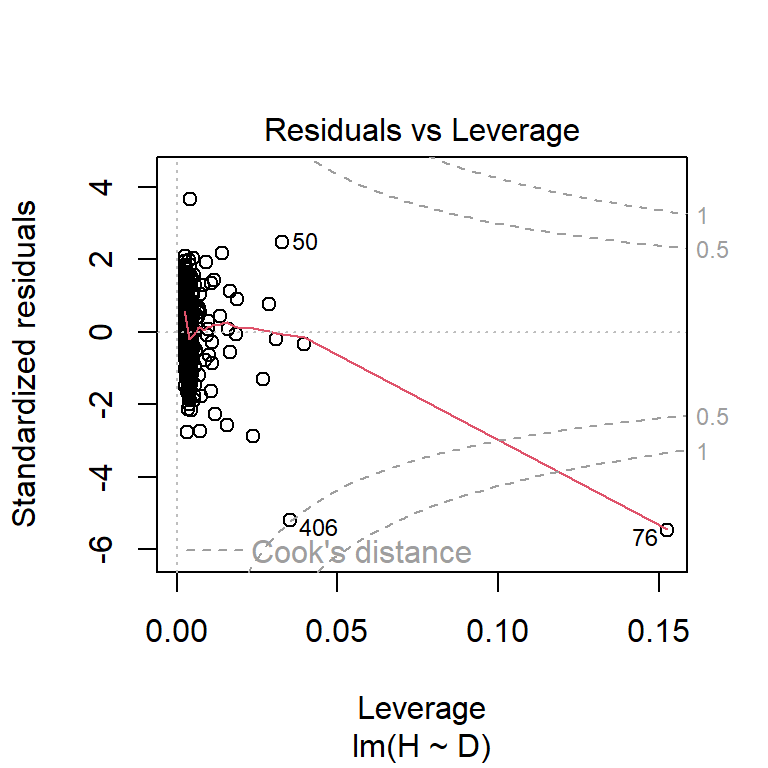 Residuals vs Leverage
Standardized residuals
4
2
0
-2
-4
-6
50
406
76
1
0.5
0.5
1
Cook's distance
0.00 0.05 0.10 0.15
Leverage
lm(H ~ D)